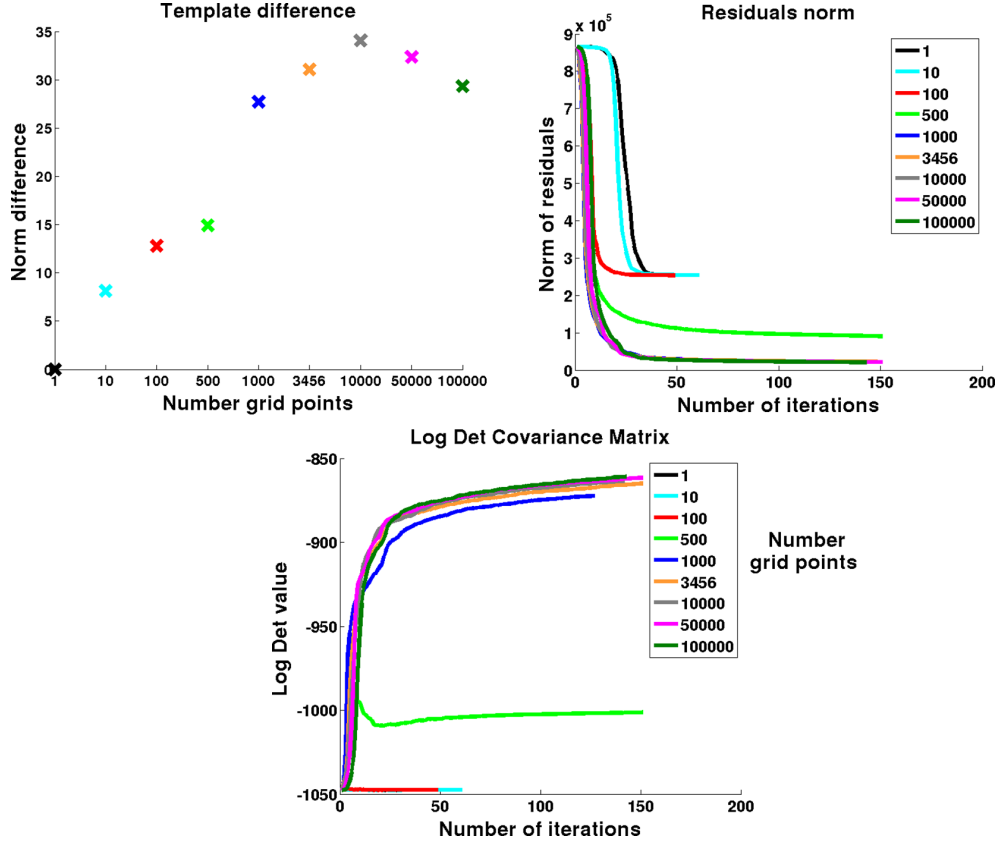 Template difference
Norm difference
35
30
25
20
15
10
5
0
1 10 100 500 1000 3456 10000 50000 100000
Number grid points
Residuals norm
x 10^5
Norm of residuals
9
8
7
6
5
4
3
2
1
0
0 50 100 150 200
Number of iterations
1
10
100
500
1000
3456
10000
50000
100000
Log Det Covariance Matrix
Log Det value
-850
-900
-950
-1000
-1050
0 50 100 150 200
Number of iterations
1
10
100
500
1000
3456
10000
50000
100000
Number
grid points